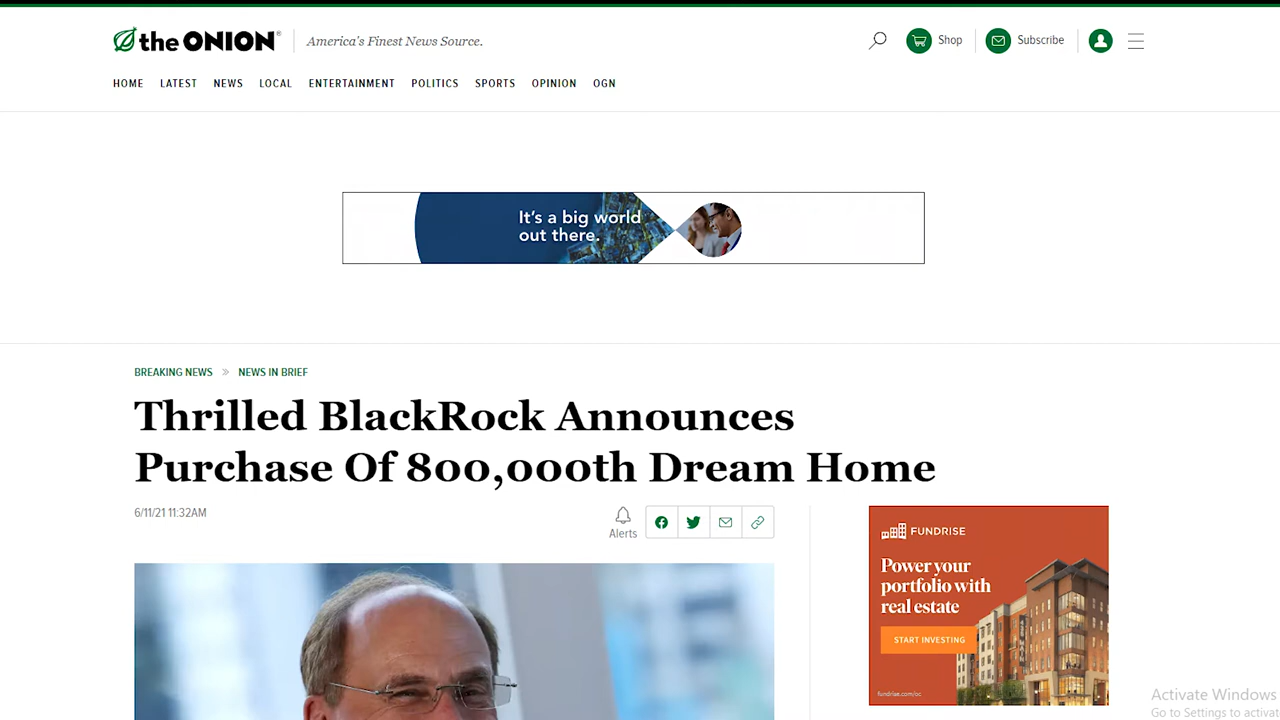 the ONION®
America's Finest News Source.
Shop
Subscribe
HOME LATEST NEWS LOCAL ENTERTAINMENT POLITICS SPORTS OPINION OGN
It's a big world
out there.
BREAKING NEWS » NEWS IN BRIEF
Thrilled BlackRock Announces
Purchase Of 800,000th Dream Home
6/11/21 11:32AM
Alerts
FUNDRISE
Power your
portfolio with
real estate
START INVESTING
fundrise.com/oc
Activate Windows
Go to Settings to activat